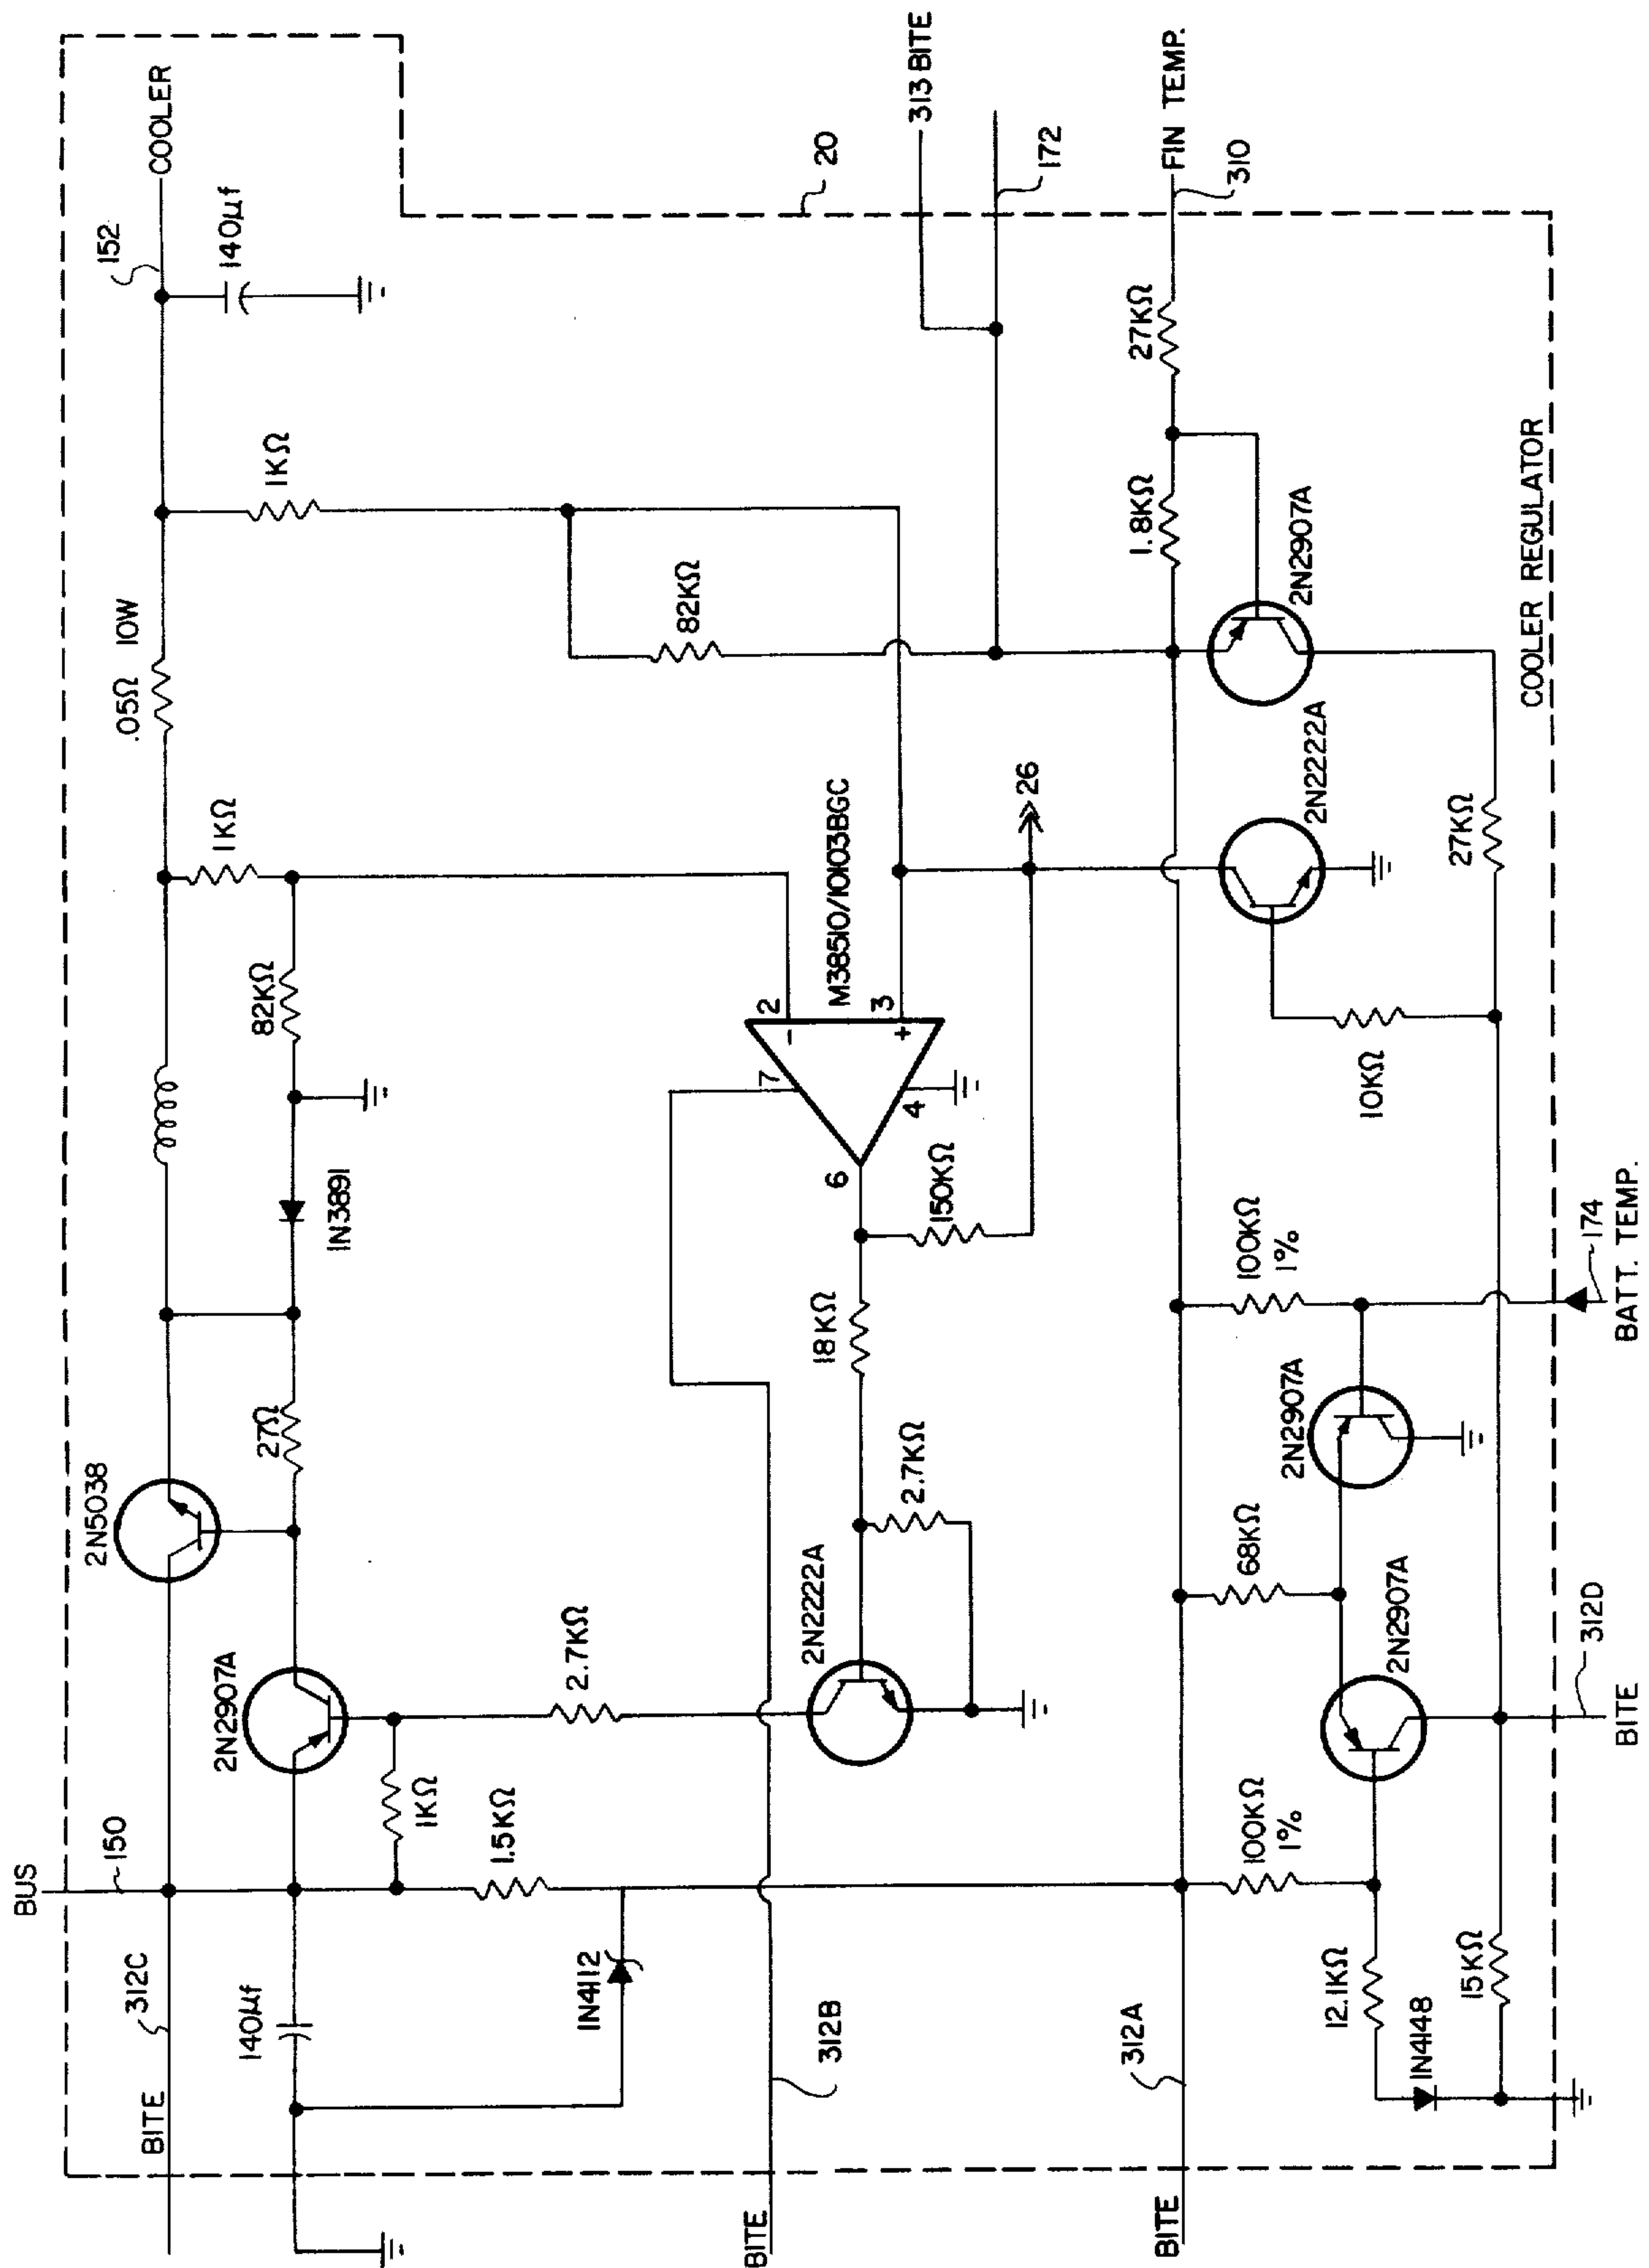 BUS
150
312C
BITE
2N5038
.05Ω 10W
152
COOLER
140µf
1KΩ
1KΩ
82KΩ
1N3891
27Ω
2N2907A
140µf
1KΩ
2.7KΩ
1.5KΩ
1N4112
82KΩ
20
313 BITE
172
M38510/10103BGC
2
-
3
+
7
4
6
150KΩ
18KΩ
2.7KΩ
2N2222A
26
BITE
312B
BITE
312A
1.8KΩ
27KΩ
FIN TEMP.
310
2N2907A
2N2222A
27KΩ
10KΩ
100KΩ
1%
2N2907A
68KΩ
2N2907A
100KΩ
1%
12.1KΩ
1N4148
15KΩ
COOLER REGULATOR
174
BATT. TEMP.
312D
BITE